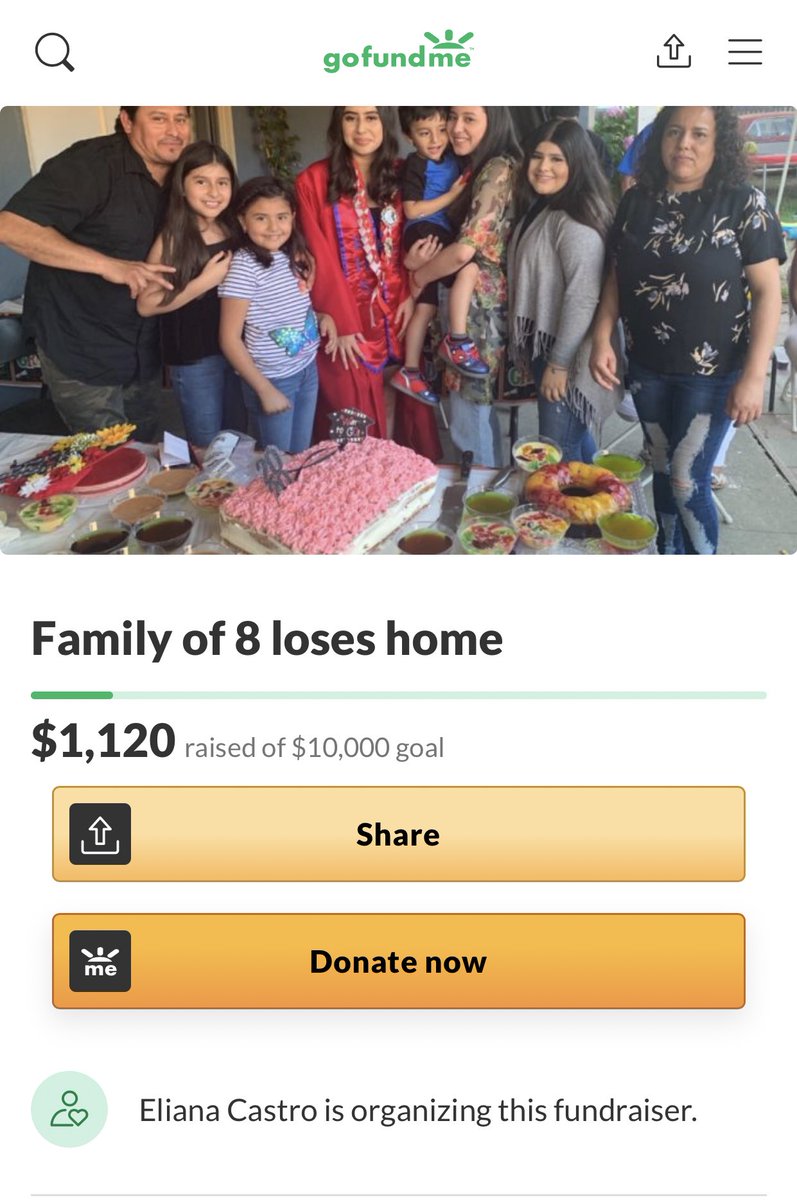 gofundme
Family of 8 loses home
$1,120 raised of $10,000 goal
Share
me
Donate now
Eliana Castro is organizing this fundraiser.